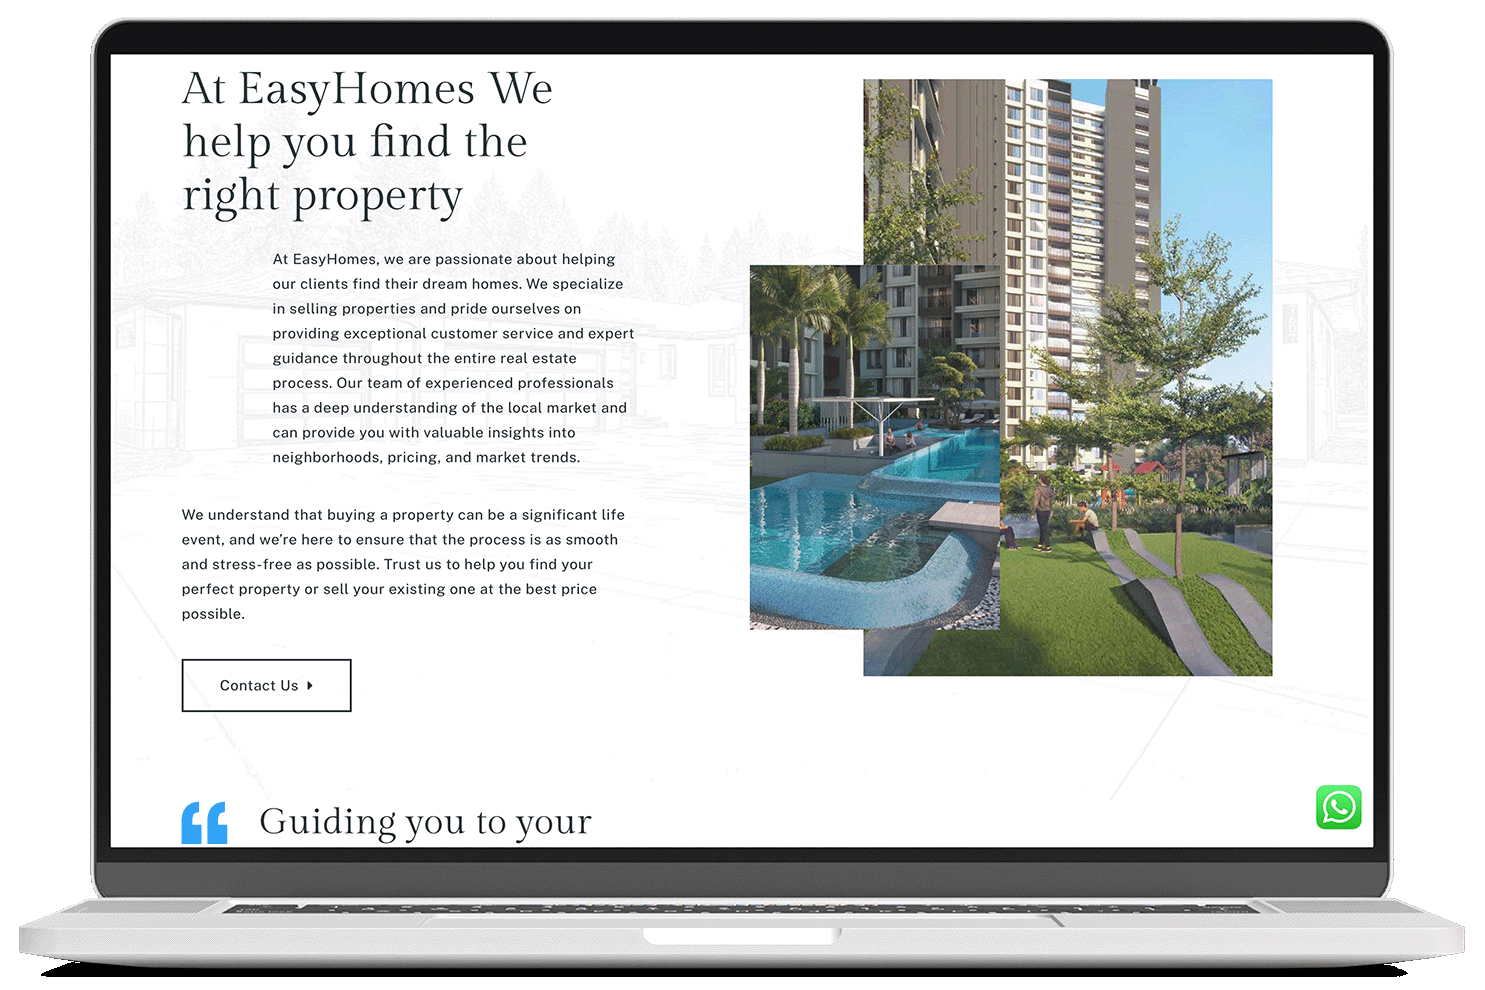 At EasyHomes We
help you find the
right property
At EasyHomes, we are passionate about helping
our clients find their dream homes. We specialize
in selling properties and pride ourselves on
providing exceptional customer service and expert
guidance throughout the entire real estate
process. Our team of experienced professionals
has a deep understanding of the local market and
can provide you with valuable insights into
neighborhoods, pricing, and market trends.
We understand that buying a property can be a significant life
event, and we’re here to ensure that the process is as smooth
and stress-free as possible. Trust us to help you find your
perfect property or sell your existing one at the best price
possible.
Contact Us
“ Guiding you to your